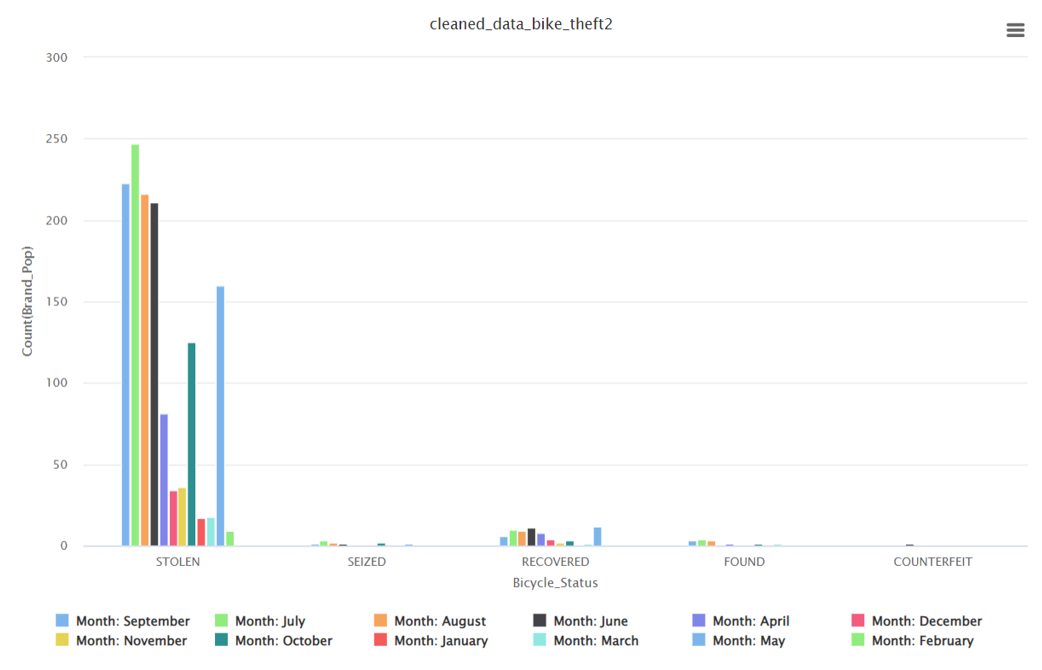 cleaned_data_bike_theft2
300
250
200
150
100
50
0
Count(Brand_Pop)
STOLEN SEIZED RECOVERED FOUND COUNTERFEIT
Bicycle_Status
Month: September Month: July Month: August Month: June Month: April Month: December
Month: November Month: October Month: January Month: March Month: May Month: February